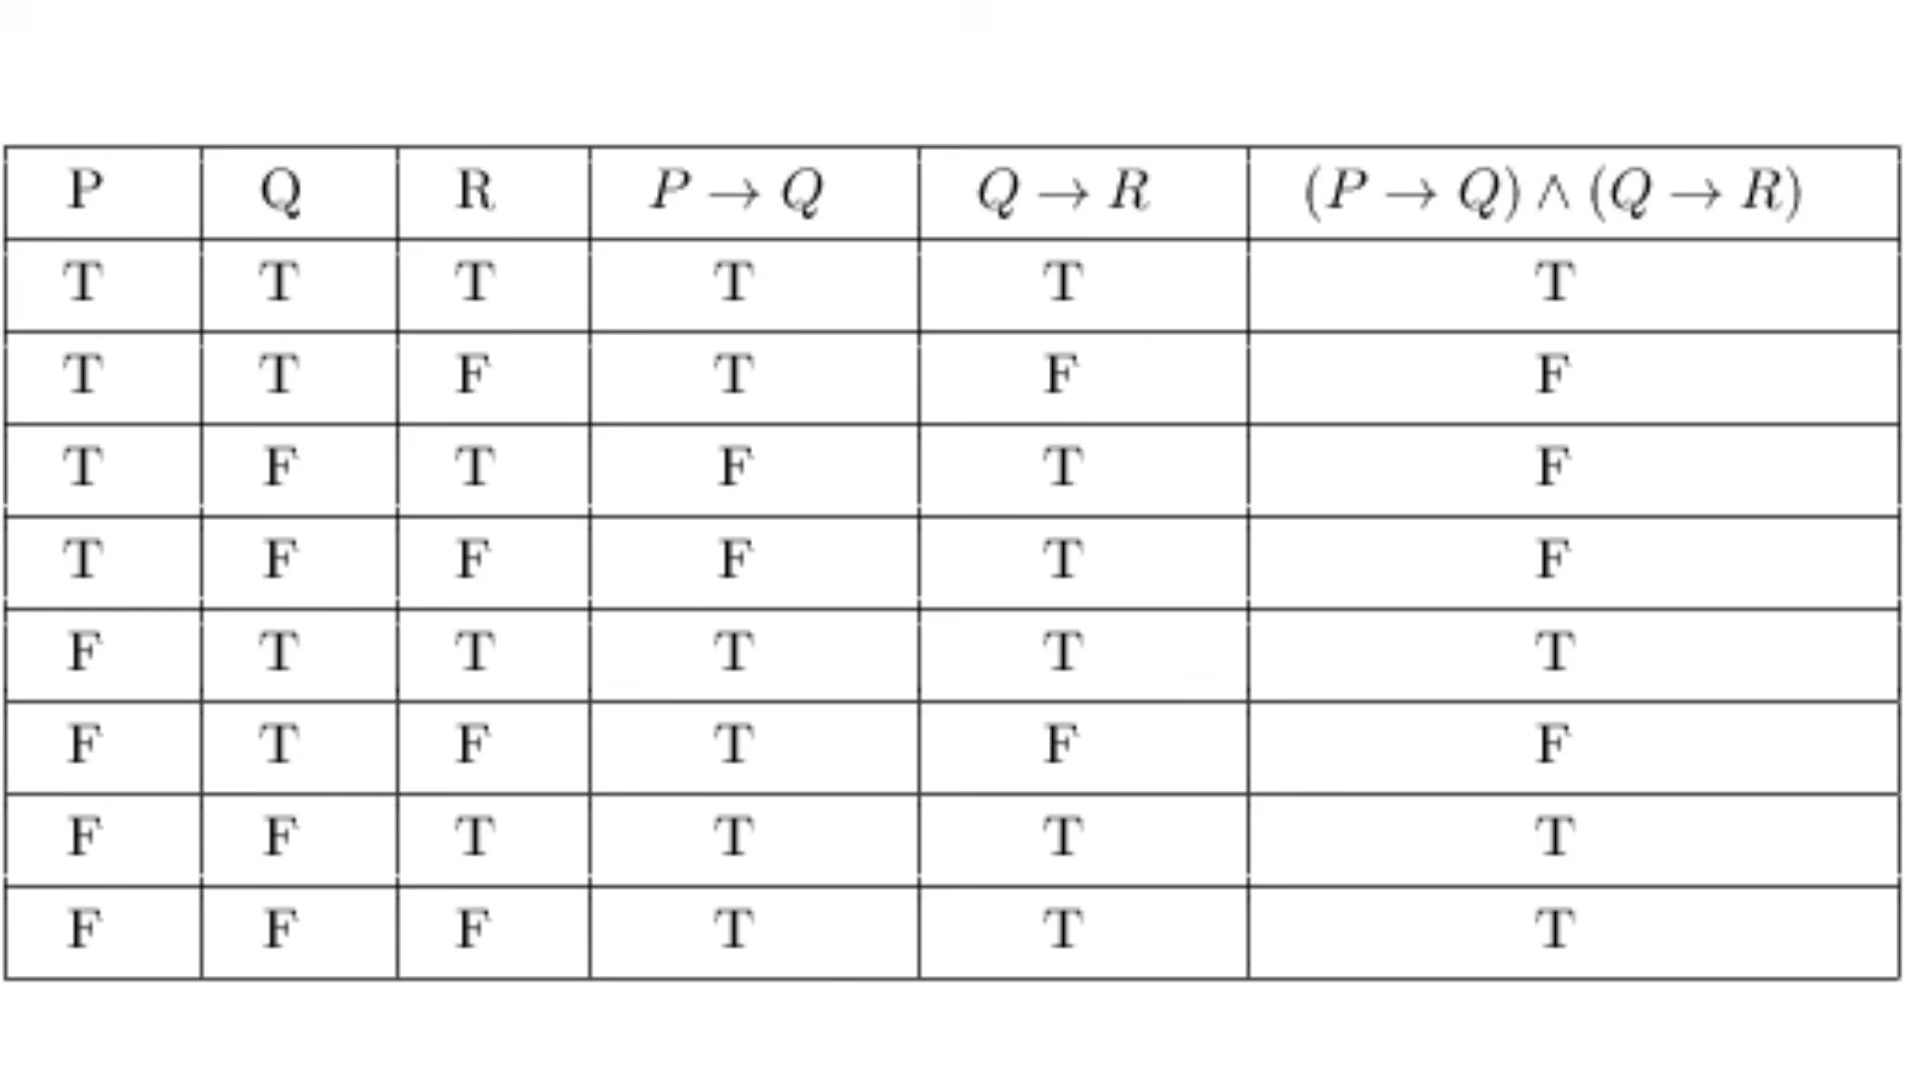 P Q R P → Q Q → R (P → Q) ∧ (Q → R)
T T T T T T
T T F T F F
T F T F T F
T F F F T F
F T T T T T
F T F T F F
F F T T T T
F F F T T T